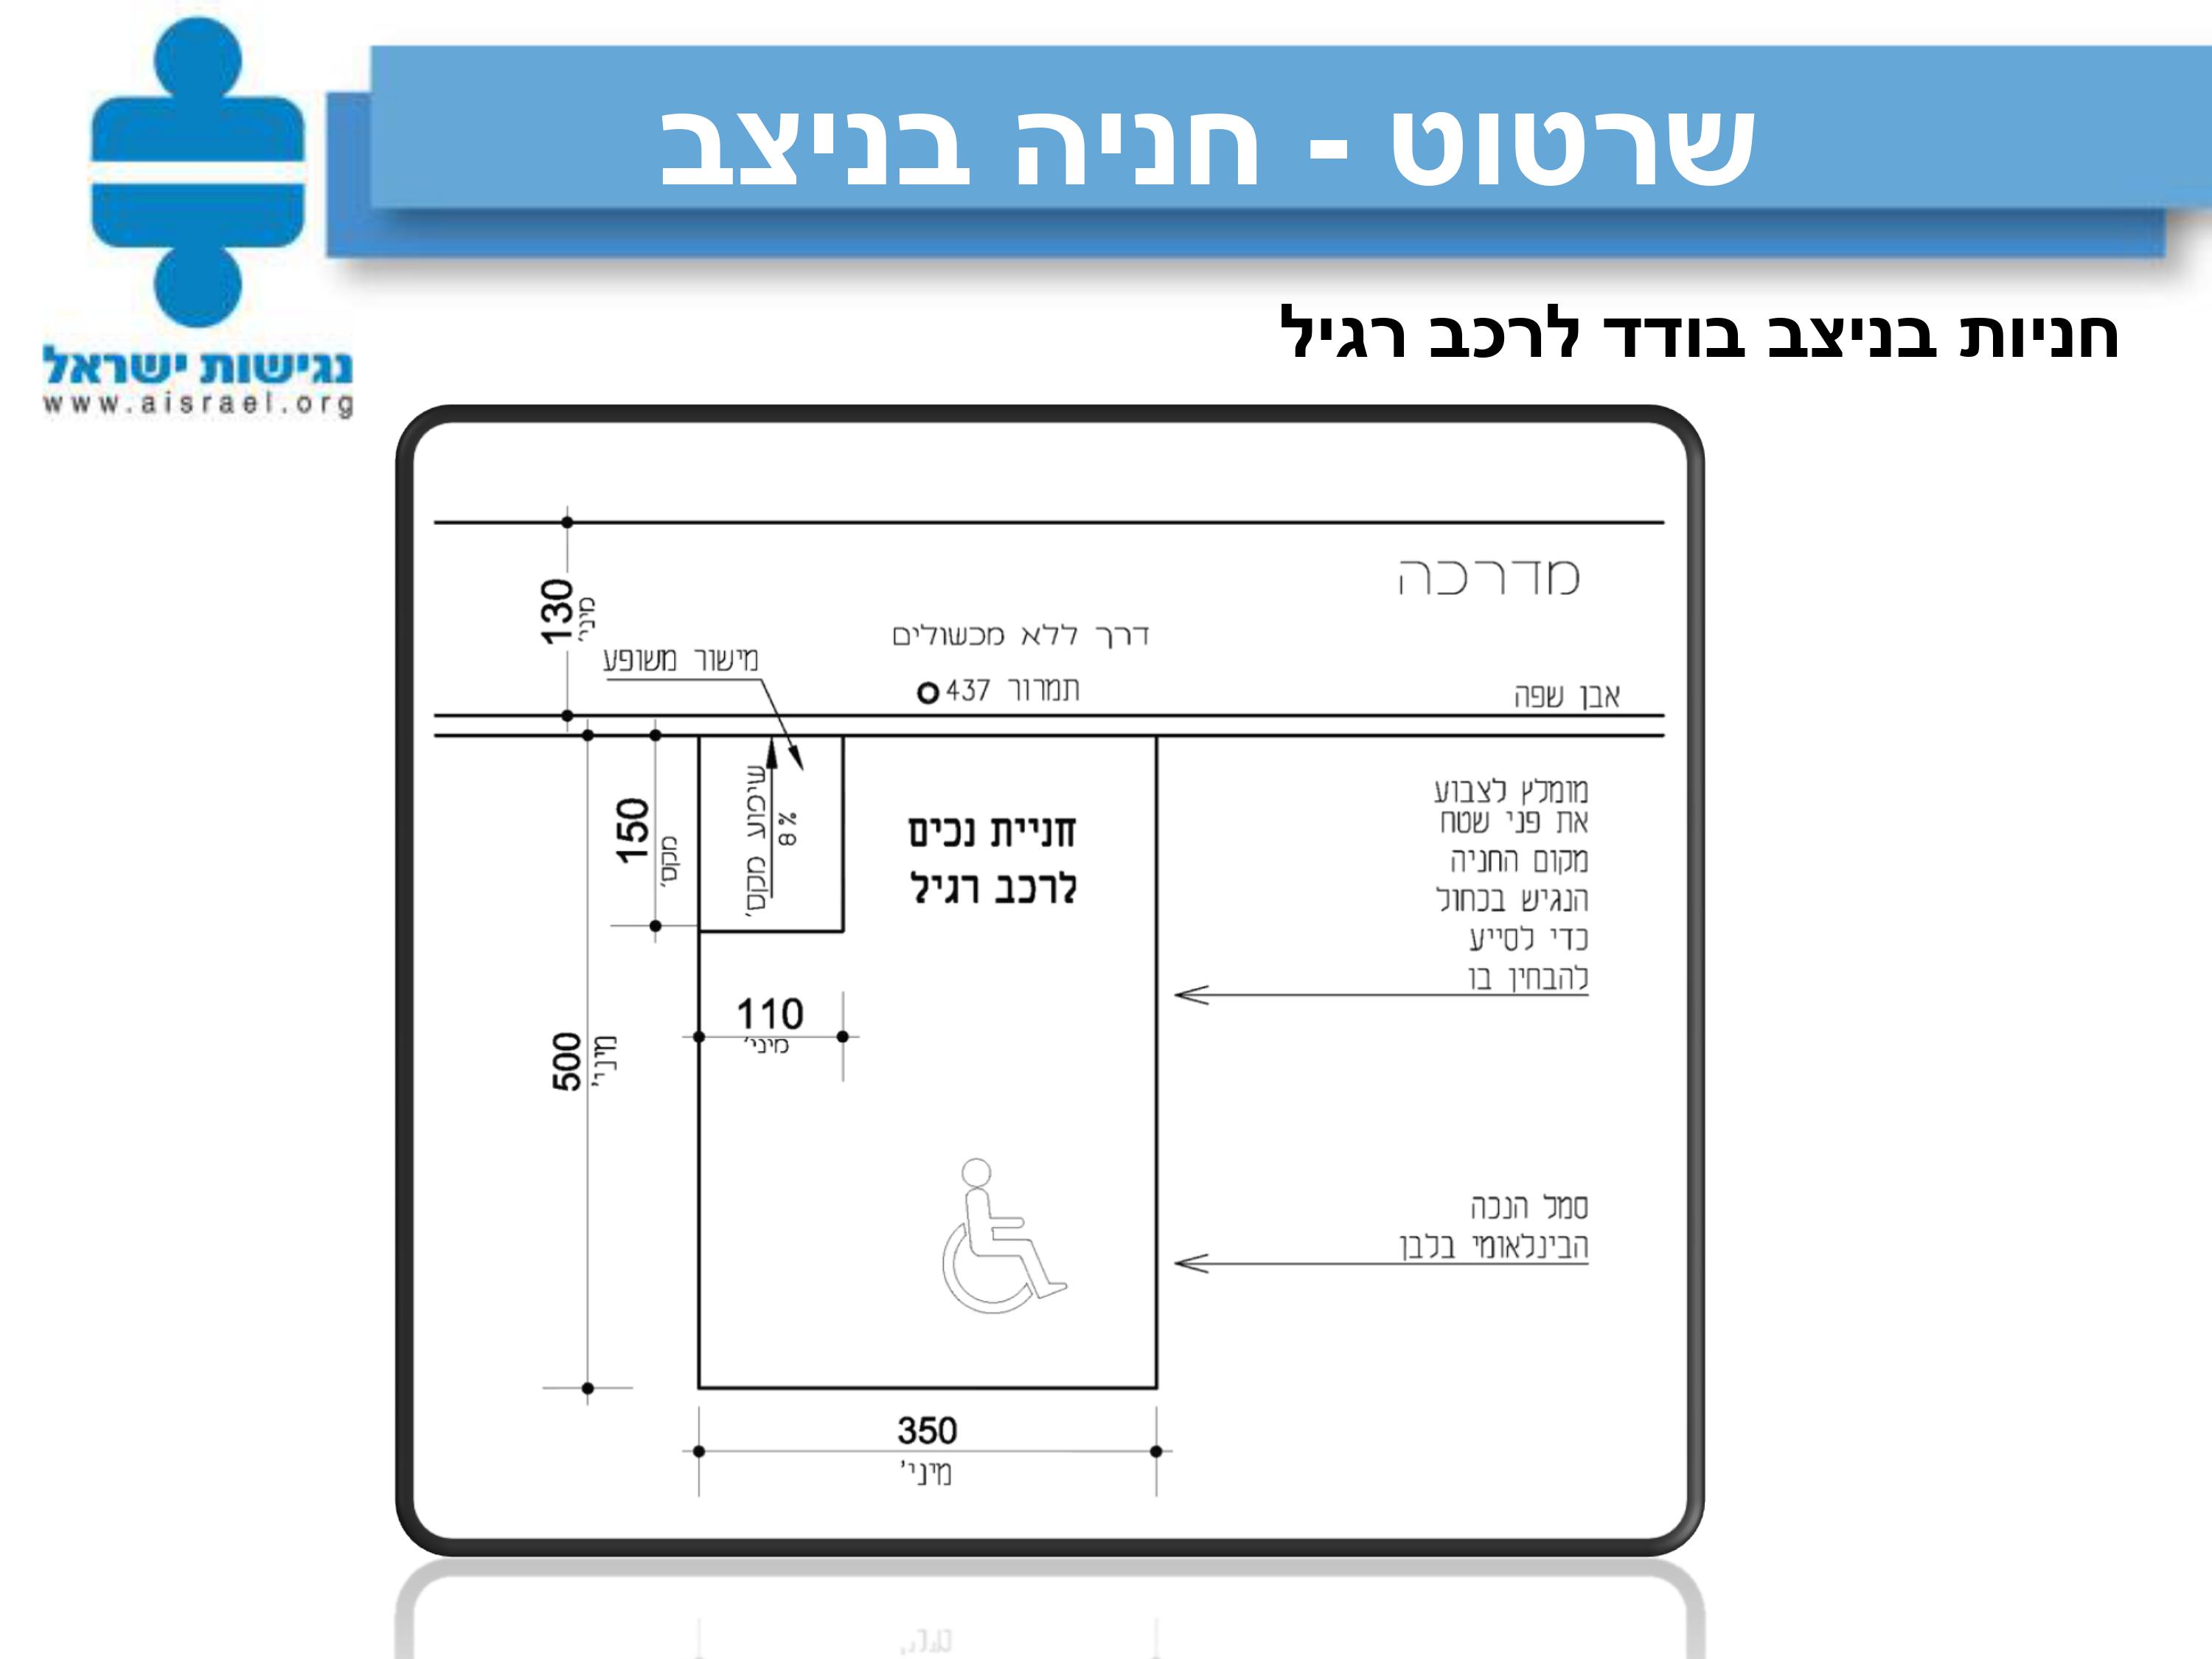 שרטוט - חניה בניצב
נגישות ישראל
www.aisrael.org
חניות בניצב בודד לרכב רגיל
מדרכה
130
מיני'
דרך ללא מכשולים
מישור משופע
תמרור 437
אבן שפה
150
מקס'
שיפוע מקס'
8%
חניית נכים
לרכב רגיל
מומלץ לצבוע
את פני שטח
מקום החניה
הנגיש בכחול
כדי לסייע
להבחין בו
110
מיני'
500
מיני'
סמל הנכה
הבינלאומי בלבן
350
מיני'